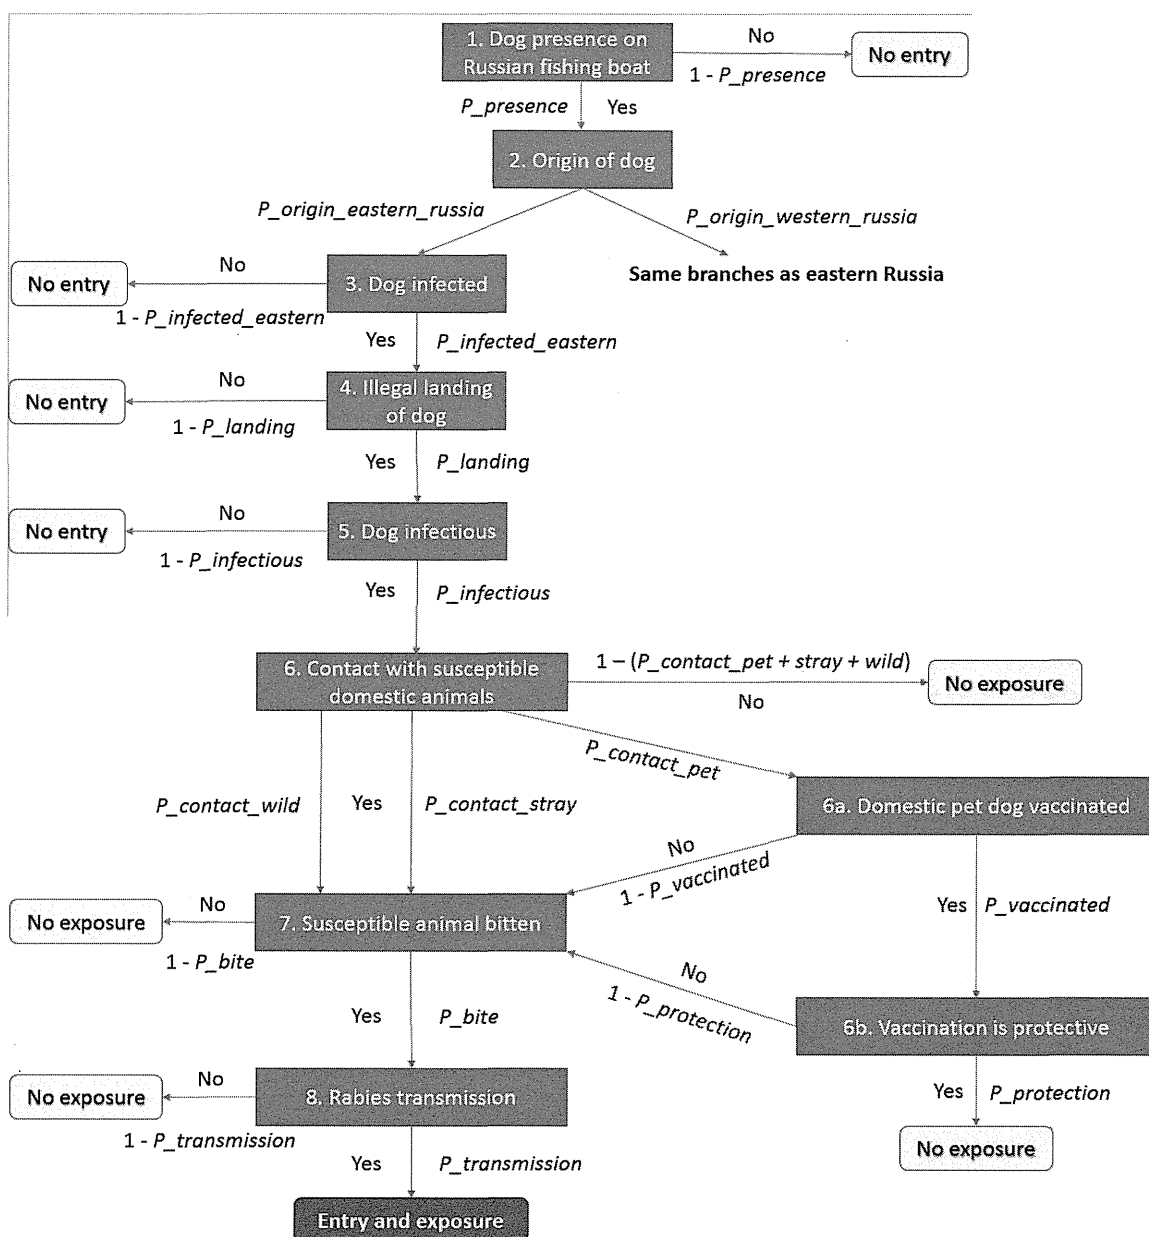 1. Dog presence on
Russian fishing boat
No
1 - P_presence
No entry
P_presence
Yes
2. Origin of dog
P_origin_eastern_russia
P_origin_western_russia
Same branches as eastern Russia
3. Dog infected
No
1 - P_infected_eastern
No entry
Yes
P_infected_eastern
4. Illegal landing
of dog
No
1 - P_landing
No entry
Yes
P_landing
5. Dog infectious
No
1 - P_infectious
No entry
Yes
P_infectious
6. Contact with susceptible
domestic animals
1 – (P_contact_pet + stray + wild)
No
No exposure
P_contact_wild
Yes
P_contact_stray
P_contact_pet
6a. Domestic pet dog vaccinated
No
1 - P_vaccinated
Yes
P_vaccinated
7. Susceptible animal bitten
No
1 - P_bite
No exposure
No
1 - P_protection
6b. Vaccination is protective
Yes
P_bite
Yes
P_protection
No exposure
8. Rabies transmission
No
1 - P_transmission
No exposure
Yes
P_transmission
Entry and exposure